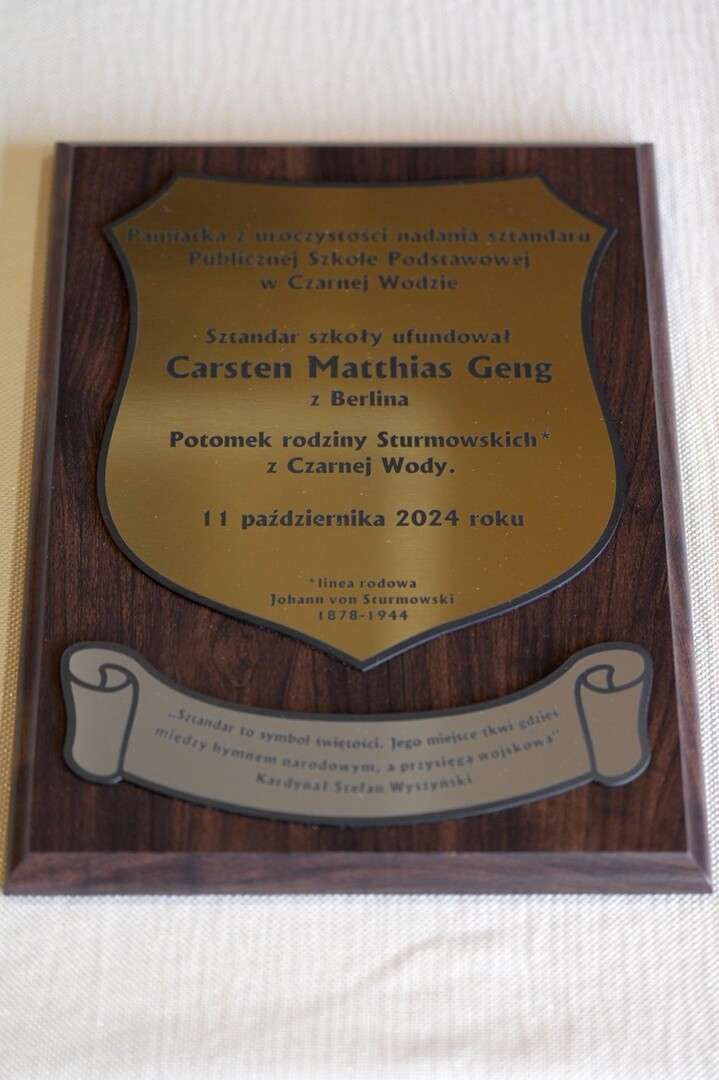 Pamiątka z uroczystości nadania sztandaru
Publicznej Szkole Podstawowej
w Czarnej Wodzie
Sztandar szkoły ufundował
Carsten Matthias Geng
z Berlina
Potomek rodziny Sturmowskich*
z Czarnej Wody.
11 października 2024 roku
*linea rodowa
Johann von Sturmowski
1878-1944
„Sztandar to symbol świętości. Jego miejsce tkwi gdzieś
między hymnem narodowym, a przysięgą wojskową”
Kardynał Stefan Wyszyński